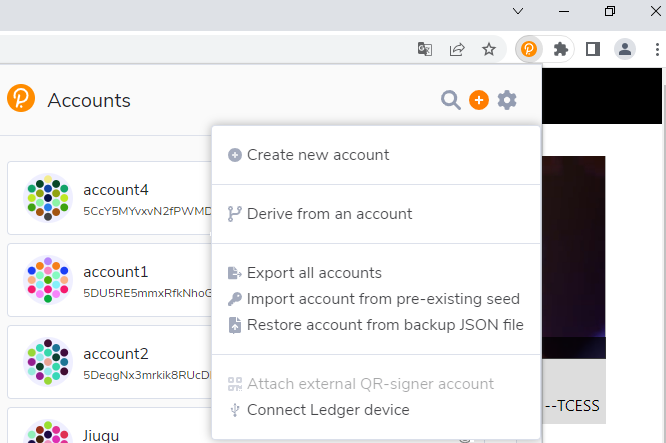 Accounts
Create new account
account4
5CcY5MYvxvN2fPWMD
Derive from an account
account1
5DU5RE5mmxRfkNhoG
Export all accounts
Import account from pre-existing seed
Restore account from backup JSON file
account2
5DeqgNx3mrkik8RUcD
Attach external QR-signer account
--TCESS
Connect Ledger device
Jiuqu